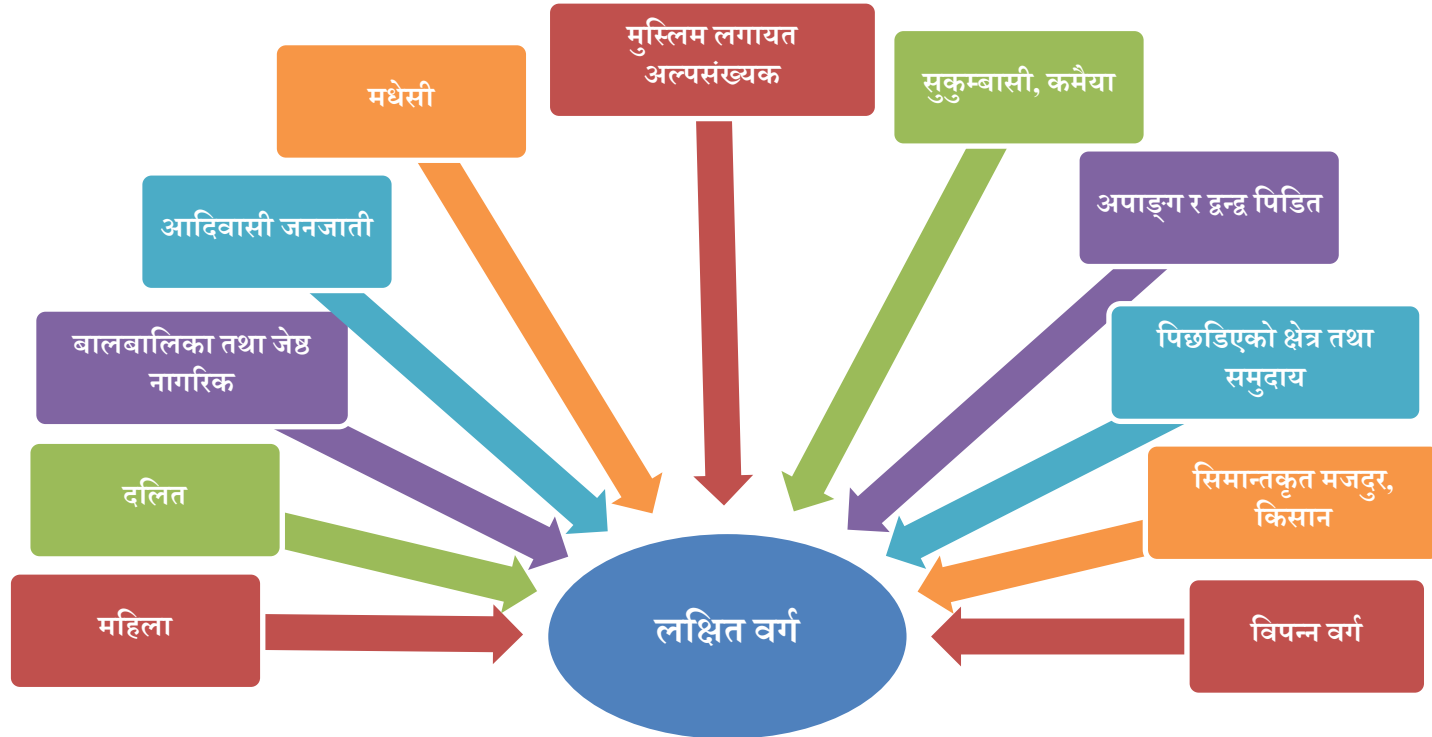 मुस्लिम लगायत
अल्पसंख्यक
मधेसी
सुकुम्बासी, कमैया
आदिवासी जनजाती
अपाङ्ग र द्वन्द्व पिडित
बालबालिका तथा जेष्ठ
नागरिक
पिछडिएको क्षेत्र तथा
समुदाय
दलित
सिमान्तकृत मजदुर,
किसान
महिला
लक्षित वर्ग
विपन्न वर्ग